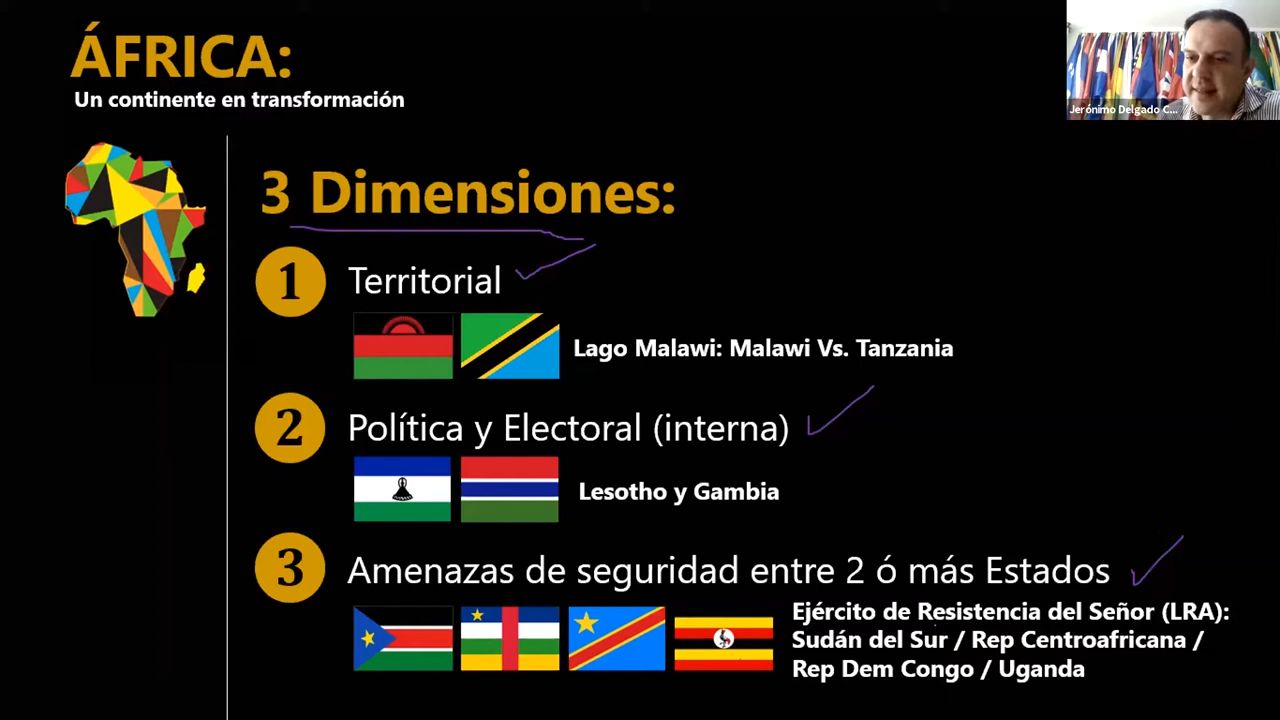 ÁFRICA:
Un continente en transformación
Jerónimo Delgado C...
3 Dimensiones:
1 Territorial
Lago Malawi: Malawi Vs. Tanzania
2 Política y Electoral (interna)
Lesotho y Gambia
3 Amenazas de seguridad entre 2 ó más Estados
Ejército de Resistencia del Señor (LRA):
Sudán del Sur / Rep Centroafricana /
Rep Dem Congo / Uganda